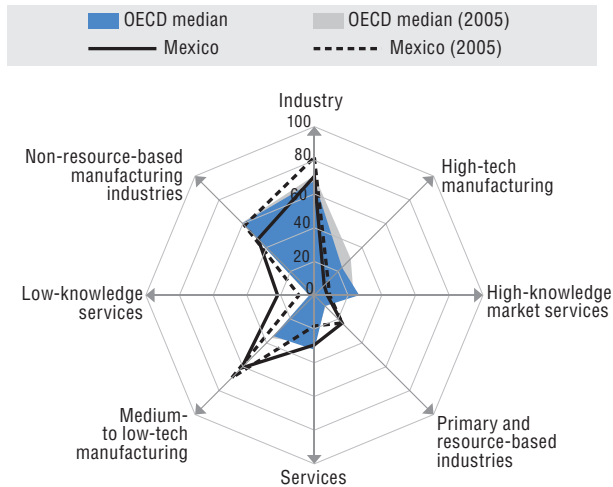 OECD median
OECD median (2005)
Mexico
Mexico (2005)
Industry
100
80
60
40
20
0
Non-resource-based
manufacturing
industries
High-tech
manufacturing
Low-knowledge
services
High-knowledge
market services
Medium-
to low-tech
manufacturing
Primary and
resource-based
industries
Services